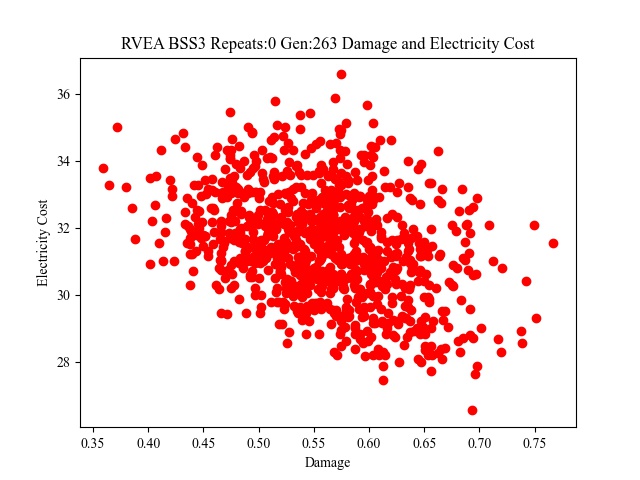 RVEA BSS3 Repeats:0 Gen:263 Damage and Electricity Cost
36
34
32
30
28
Electricity Cost
0.35 0.40 0.45 0.50 0.55 0.60 0.65 0.70 0.75
Damage